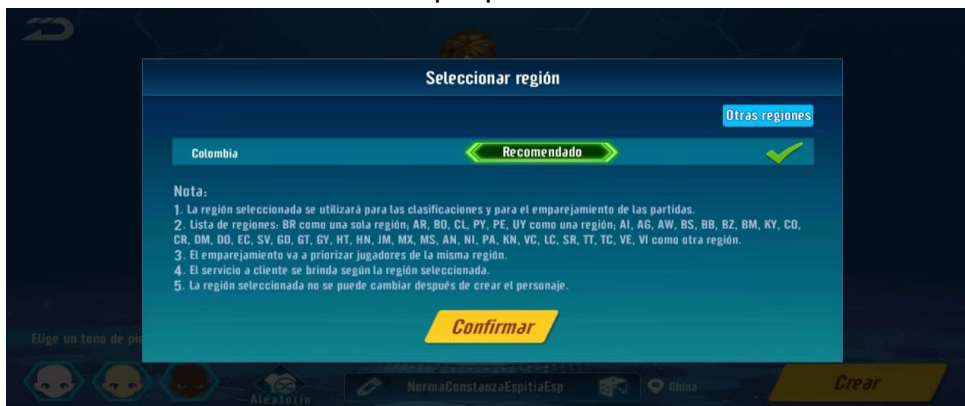 Seleccionar región
Otras regiones
Colombia
Recomendado
Nota:
1. La región seleccionada se utilizará para las clasificaciones y para el emparejamiento de las partidas.
2. Lista de regiones: BR como una sola región; AR, BO, CL, PY, PE, UY como una región; AI, AG, AW, BS, BB, BZ, BM, KY, CO,
CR, DM, DO, EC, SV, GD, GT, GY, HT, HN, JM, MX, MS, AN, NI, PA, KN, VC, LC, SR, TT, TC, VE, VI como otra región.
3. El emparejamiento va a priorizar jugadores de la misma región.
4. El servicio a cliente se brinda según la región seleccionada.
5. La región seleccionada no se puede cambiar después de crear el personaje.
Confirmar
Elige un tono de
Aleatorio
NormaConstanzaEspitiaEsp
China
Crear